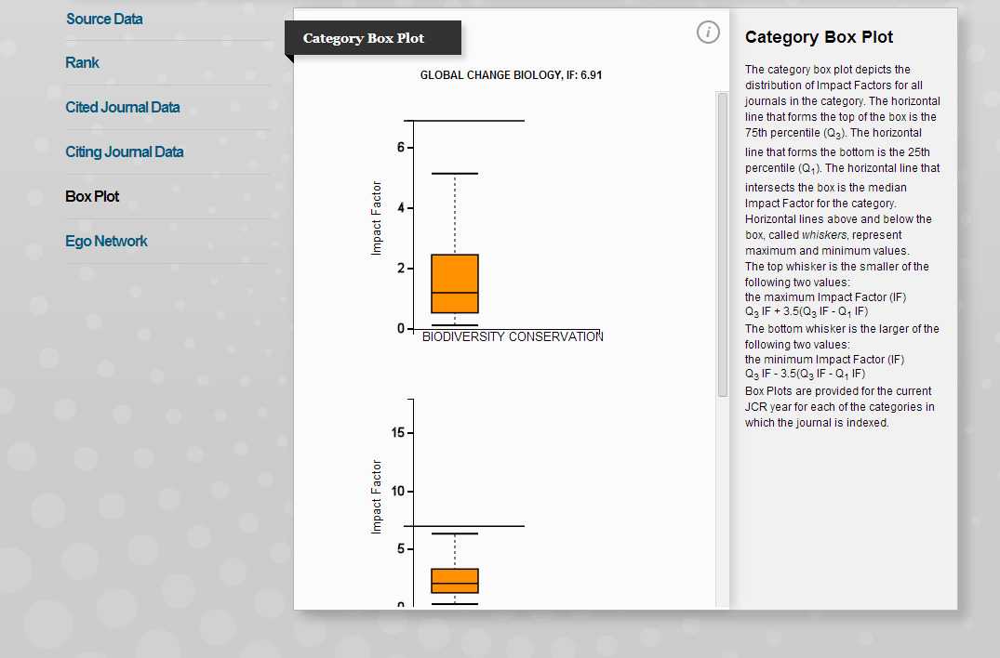 Source Data
Rank
Cited Journal Data
Citing Journal Data
Box Plot
Ego Network
Category Box Plot
i
GLOBAL CHANGE BIOLOGY, IF: 6.91
Impact Factor
6
4
2
0
BIODIVERSITY CONSERVATION
Impact Factor
15
10
5
0
Category Box Plot
The category box plot depicts the
distribution of Impact Factors for all
journals in the category. The horizontal
line that forms the top of the box is the
75th percentile (Q3). The horizontal
line that forms the bottom is the 25th
percentile (Q1). The horizontal line that
intersects the box is the median
Impact Factor for the category.
Horizontal lines above and below the
box, called whiskers, represent
maximum and minimum values.
The top whisker is the smaller of the
following two values:
the maximum Impact Factor (IF)
Q3 IF + 3.5(Q3 IF - Q1 IF)
The bottom whisker is the larger of the
following two values:
the minimum Impact Factor (IF)
Q3 IF - 3.5(Q3 IF - Q1 IF)
Box Plots are provided for the current
JCR year for each of the categories in
which the journal is indexed.